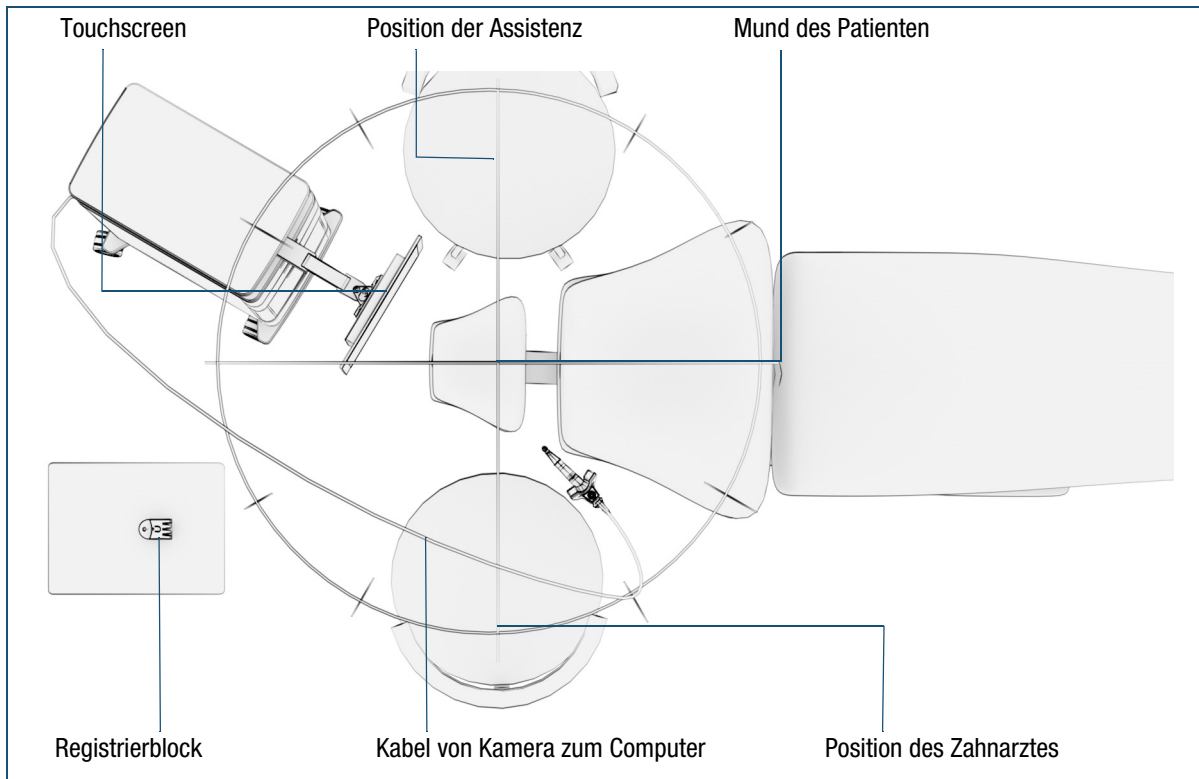 Touchscreen
Position der Assistenz
Mund des Patienten
Registrierblock
Kabel von Kamera zum Computer
Position des Zahnarztes